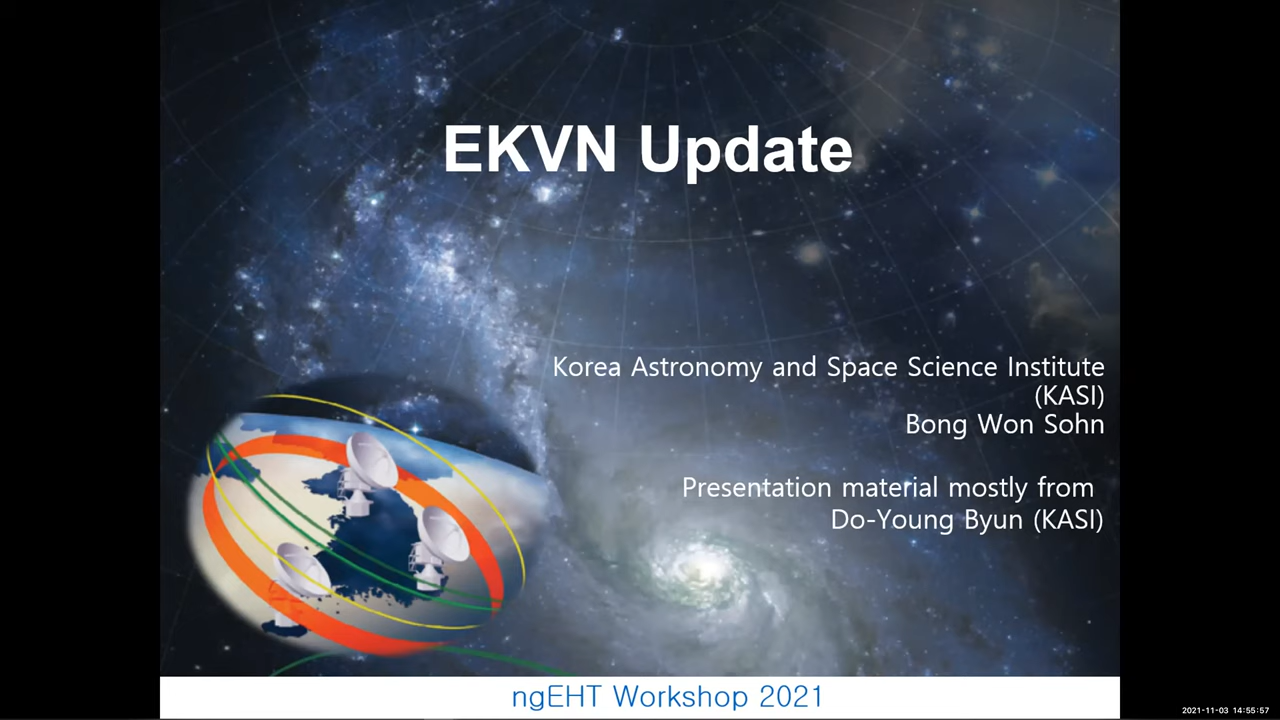 EKVN Update
Korea Astronomy and Space Science Institute
(KASI)
Bong Won Sohn
Presentation material mostly from
Do-Young Byun (KASI)
ngEHT Workshop 2021
2021-11-03 14:55:57